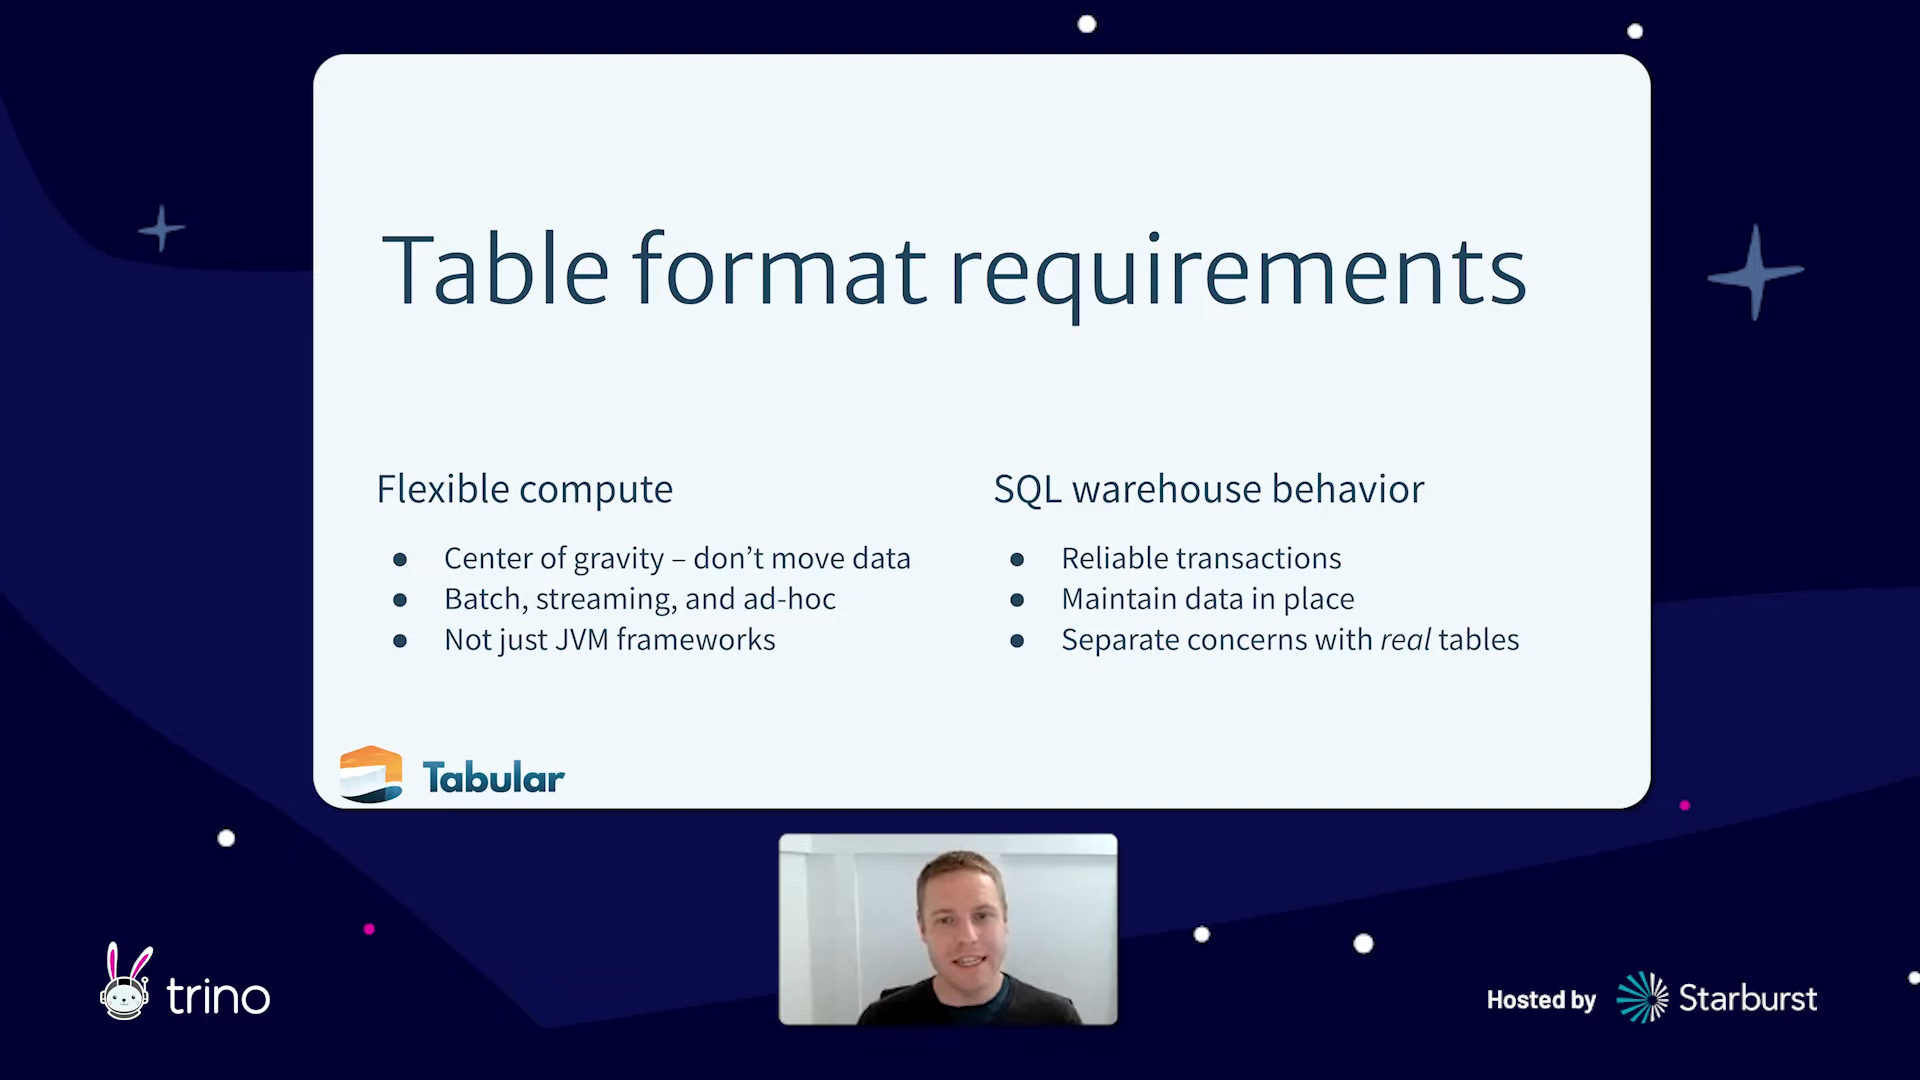 Table format requirements
Flexible compute
● Center of gravity – don’t move data
● Batch, streaming, and ad-hoc
● Not just JVM frameworks
SQL warehouse behavior
● Reliable transactions
● Maintain data in place
● Separate concerns with real tables
Tabular
trino
Hosted by Starburst